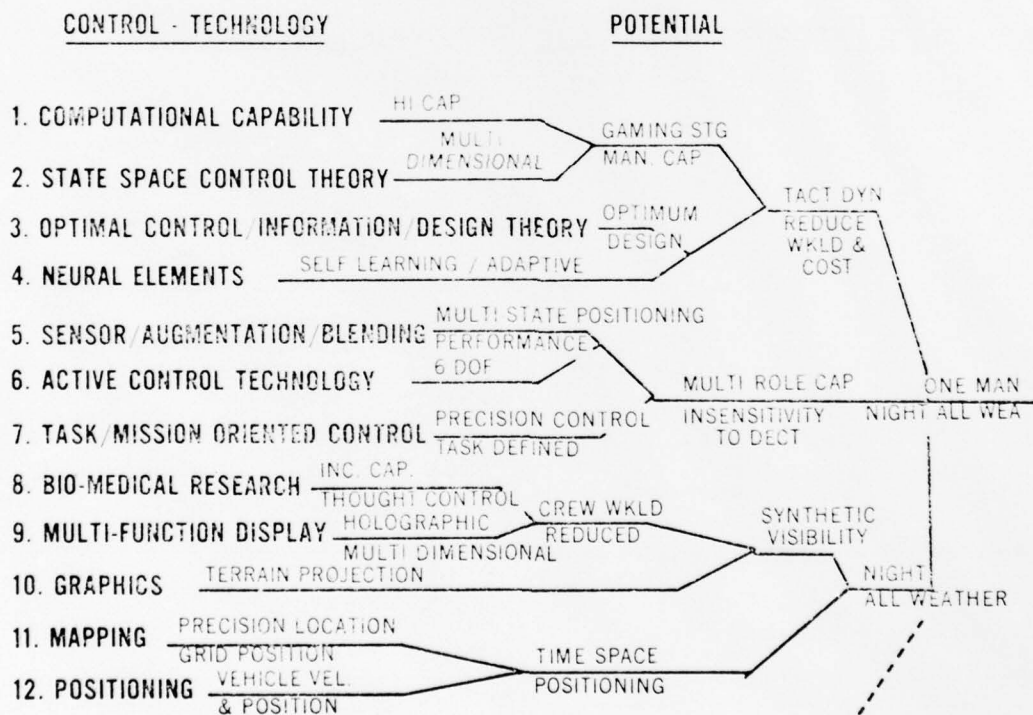 CONTROL - TECHNOLOGY
POTENTIAL
1. COMPUTATIONAL CAPABILITY
HI CAP
MULTI
DIMENSIONAL
GAMING STG
MAN. CAP
2. STATE SPACE CONTROL THEORY
TACT DYN
REDUCE
WKLD &
COST
3. OPTIMAL CONTROL/INFORMATION/DESIGN THEORY
OPTIMUM
DESIGN
4. NEURAL ELEMENTS
SELF LEARNING / ADAPTIVE
5. SENSOR/AUGMENTATION/BLENDING
MULTI STATE POSITIONING
PERFORMANCE
6. ACTIVE CONTROL TECHNOLOGY
6 DOF
MULTI ROLE CAP
INSENSITIVITY
TO DECT
ONE MAN
NIGHT ALL WEA
7. TASK/MISSION ORIENTED CONTROL
PRECISION CONTROL
TASK DEFINED
8. BIO-MEDICAL RESEARCH
INC. CAP.
THOUGHT CONTROL
9. MULTI-FUNCTION DISPLAY
HOLOGRAPHIC
MULTI DIMENSIONAL
CREW WKLD
REDUCED
SYNTHETIC
VISIBILITY
10. GRAPHICS
TERRAIN PROJECTION
NIGHT
ALL WEATHER
11. MAPPING
PRECISION LOCATION
GRID POSITION
TIME SPACE
POSITIONING
12. POSITIONING
VEHICLE VEL.
& POSITION